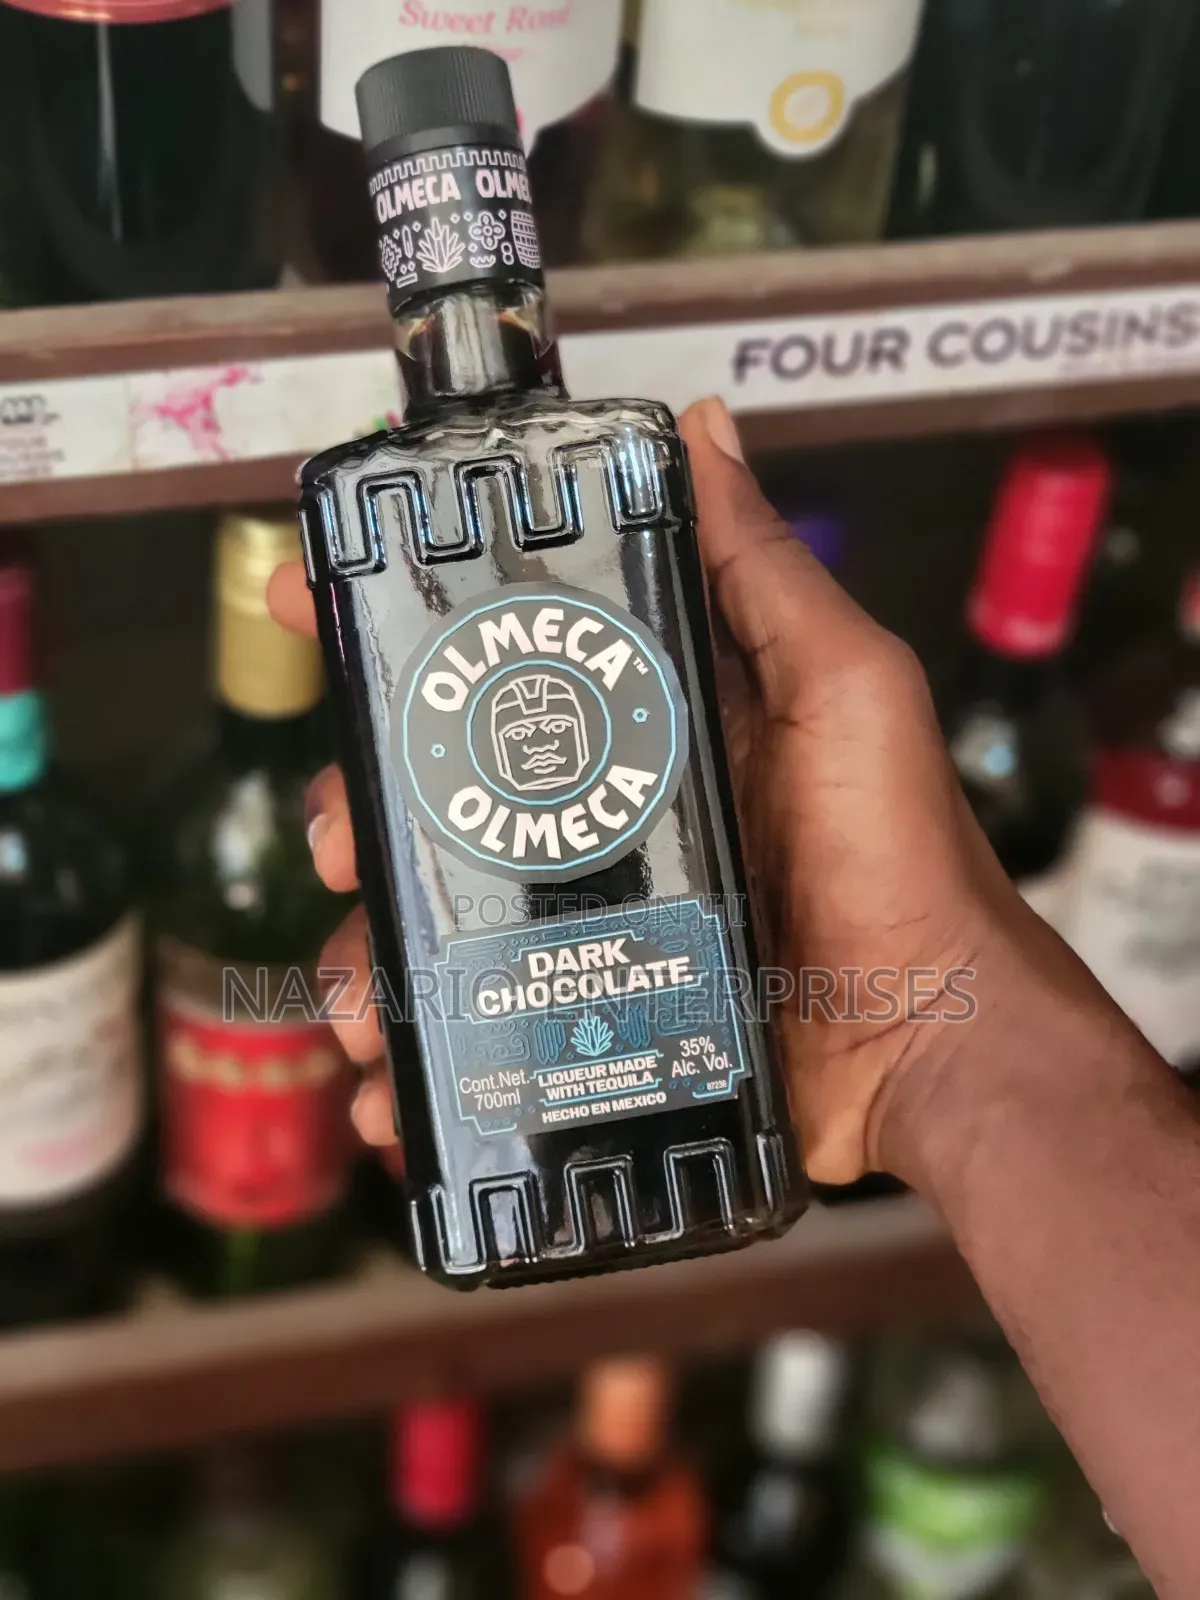 Sweet Rosé
OLMECA OLMECA
FOUR COUSINS
OLMECA™
OLMECA
POSTED ON JIJI
DARK
CHOCOLATE
NAZARIO ENTERPRISES
Cont.Net.
700ml
LIQUEUR MADE
WITH TEQUILA
35%
Alc. Vol.
87236
HECHO EN MEXICO